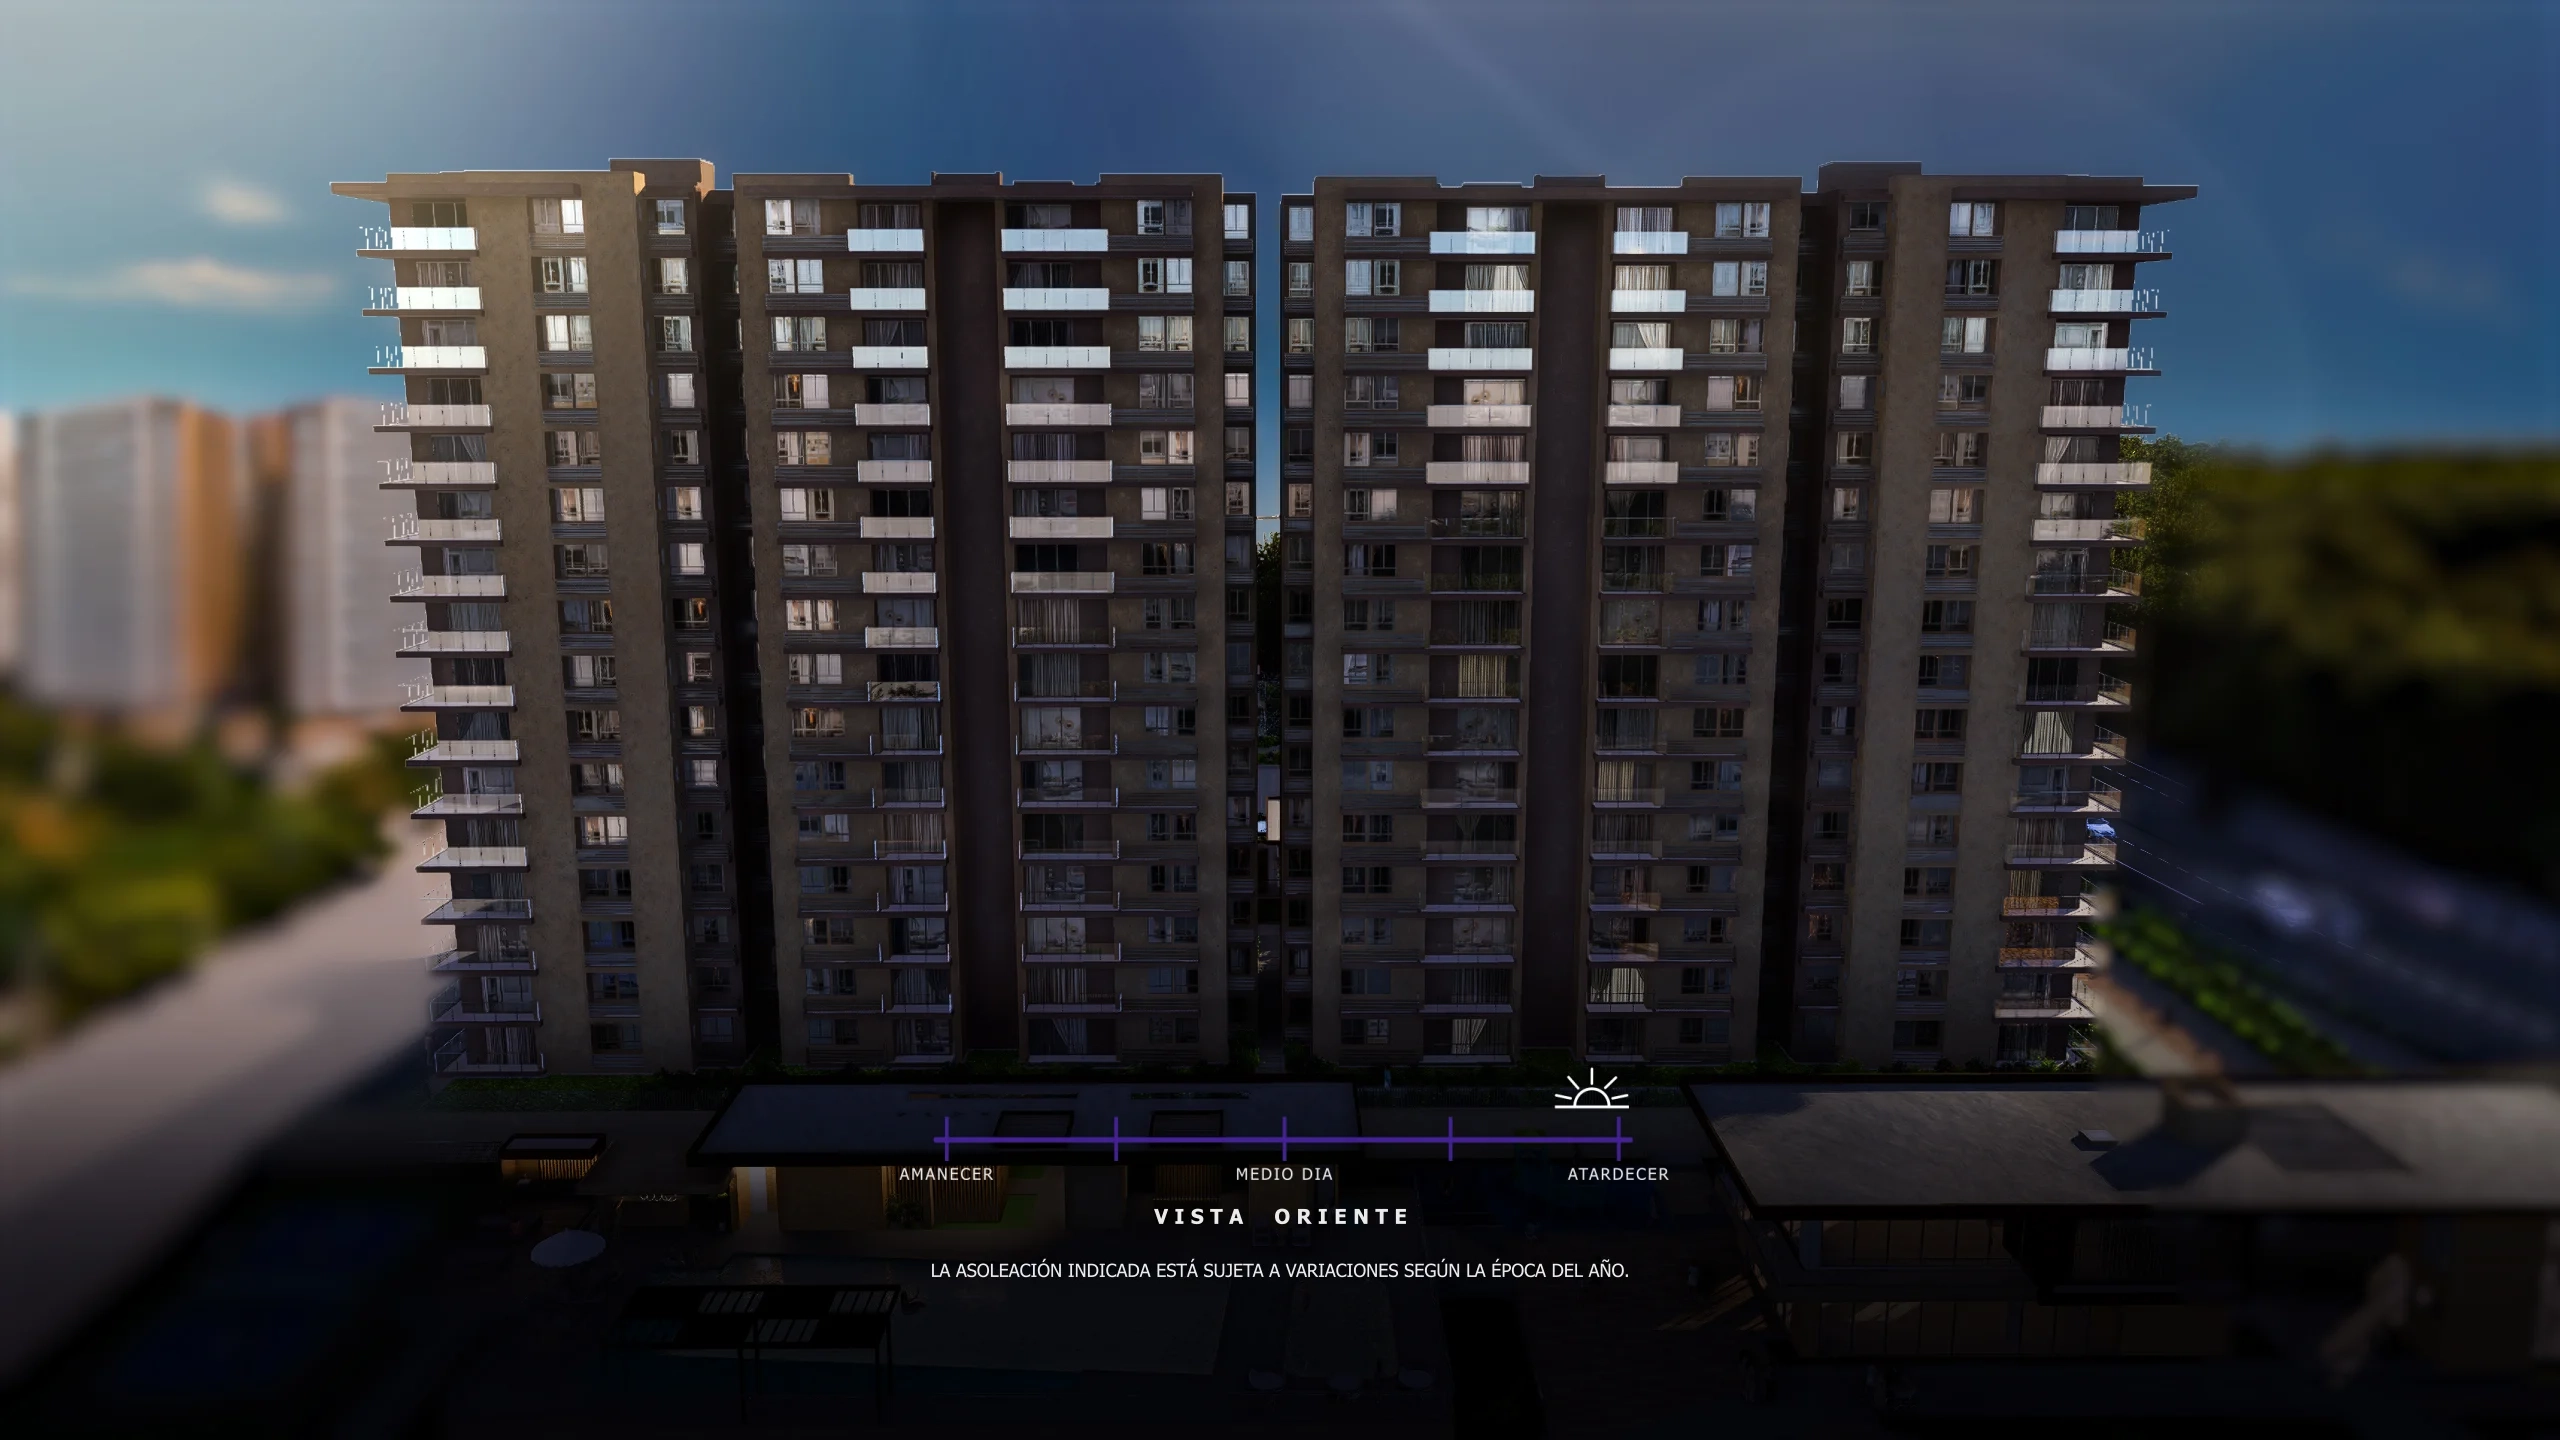 AMANECER MEDIO DIA ATARDECER
VISTA ORIENTE
LA ASOLEACIÓN INDICADA ESTÁ SUJETA A VARIACIONES SEGÚN LA ÉPOCA DEL AÑO.